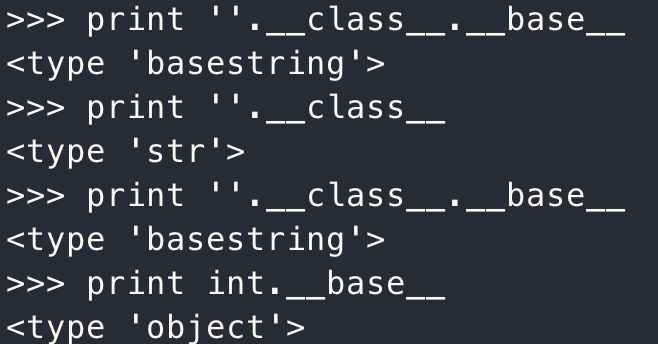 >>> print ''.__class__.__base__
<type 'basestring'>
>>> print ''.__class__
<type 'str'>
>>> print ''.__class__.__base__
<type 'basestring'>
>>> print int.__base__
<type 'object'>